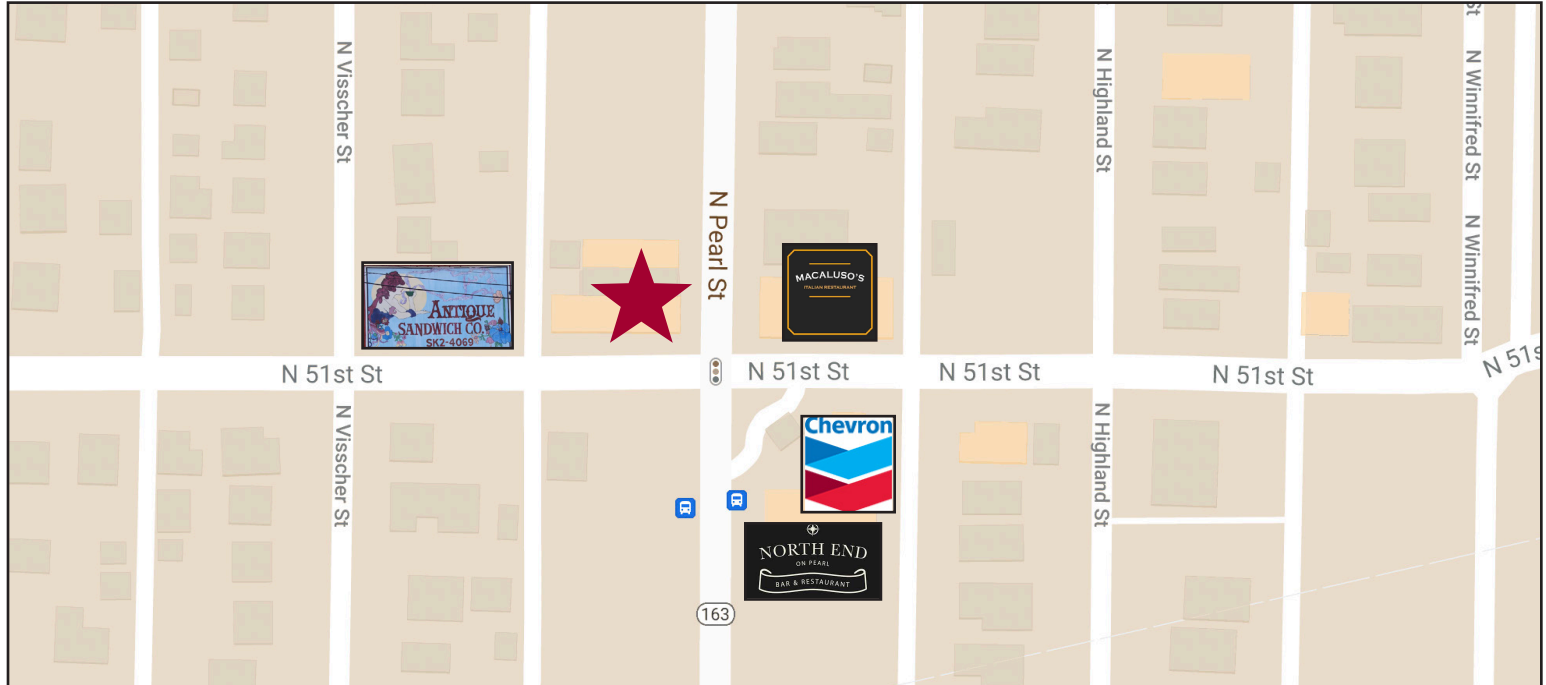 St
N Visscher St
N Highland St
N Winnifred St
N Pearl St
N Winnifred St
MACALUSO'S
ITALIAN RESTAURANT
ANTIQUE
SANDWICH CO.
SK2-4069
N 51st St
N 51st St
N 51st St
N 51st St
N 51s
N Visscher St
N Highland St
Chevron
NORTH END
ON PEARL
BAR & RESTAURANT
163